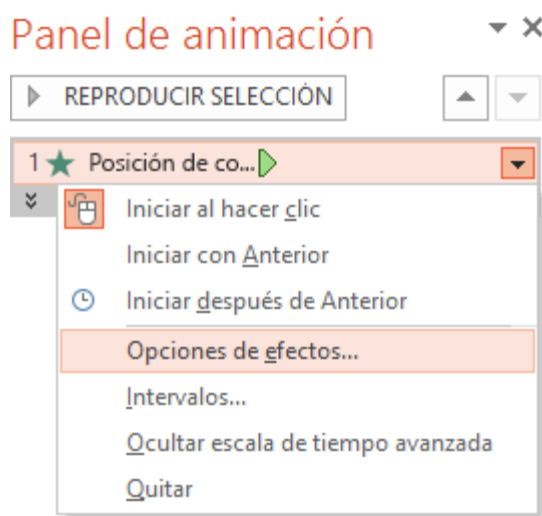 Panel de animación
REPRODUCIR SELECCIÓN
1 Posición de co...
Iniciar al hacer clic
Iniciar con Anterior
Iniciar después de Anterior
Opciones de efectos...
Intervalos...
Ocultar escala de tiempo avanzada
Quitar